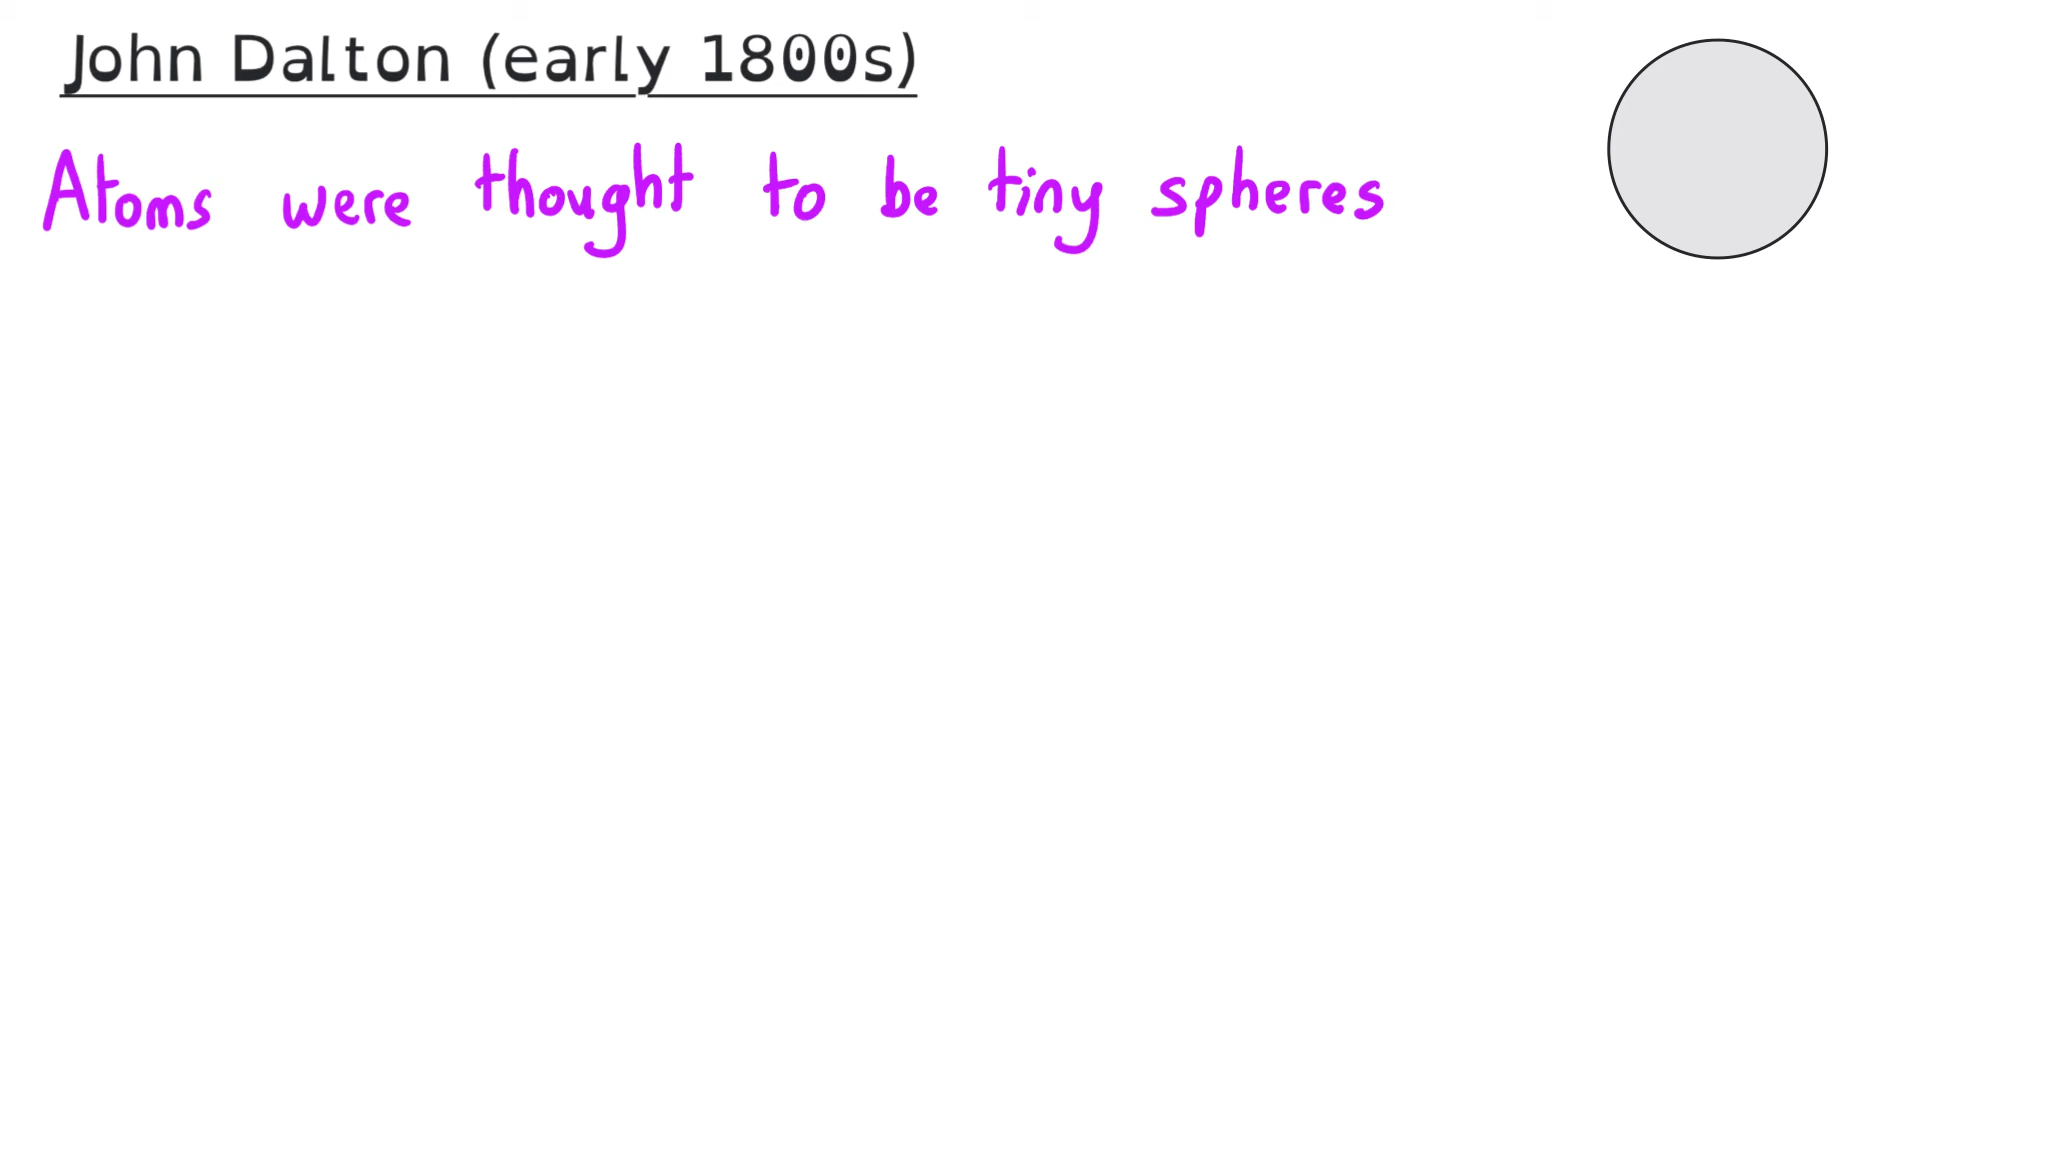 John Dalton (early 1800s)
Atoms were thought to be tiny spheres